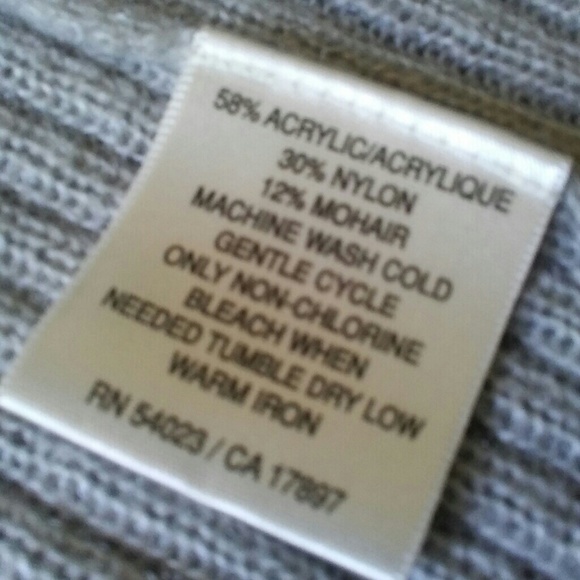 58% ACRYLIC/ACRYLIQUE
30% NYLON
12% MOHAIR
MACHINE WASH COLD
GENTLE CYCLE
ONLY NON-CHLORINE
BLEACH WHEN
NEEDED TUMBLE DRY LOW
WARM IRON
RN 54023 / CA 17897